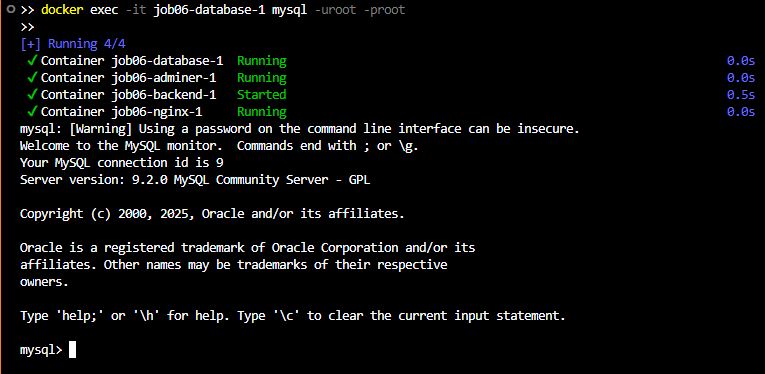 >> docker exec -it job06-database-1 mysql -uroot -proot
>>
[+] Running 4/4
✓ Container job06-database-1 Running 0.0s
✓ Container job06-adminer-1 Running 0.0s
✓ Container job06-backend-1 Started 0.5s
✓ Container job06-nginx-1 Running 0.0s
mysql: [Warning] Using a password on the command line interface can be insecure.
Welcome to the MySQL monitor. Commands end with ; or \g.
Your MySQL connection id is 9
Server version: 9.2.0 MySQL Community Server - GPL
Copyright (c) 2000, 2025, Oracle and/or its affiliates.
Oracle is a registered trademark of Oracle Corporation and/or its
affiliates. Other names may be trademarks of their respective
owners.
Type 'help;' or '\h' for help. Type '\c' to clear the current input statement.
mysql>